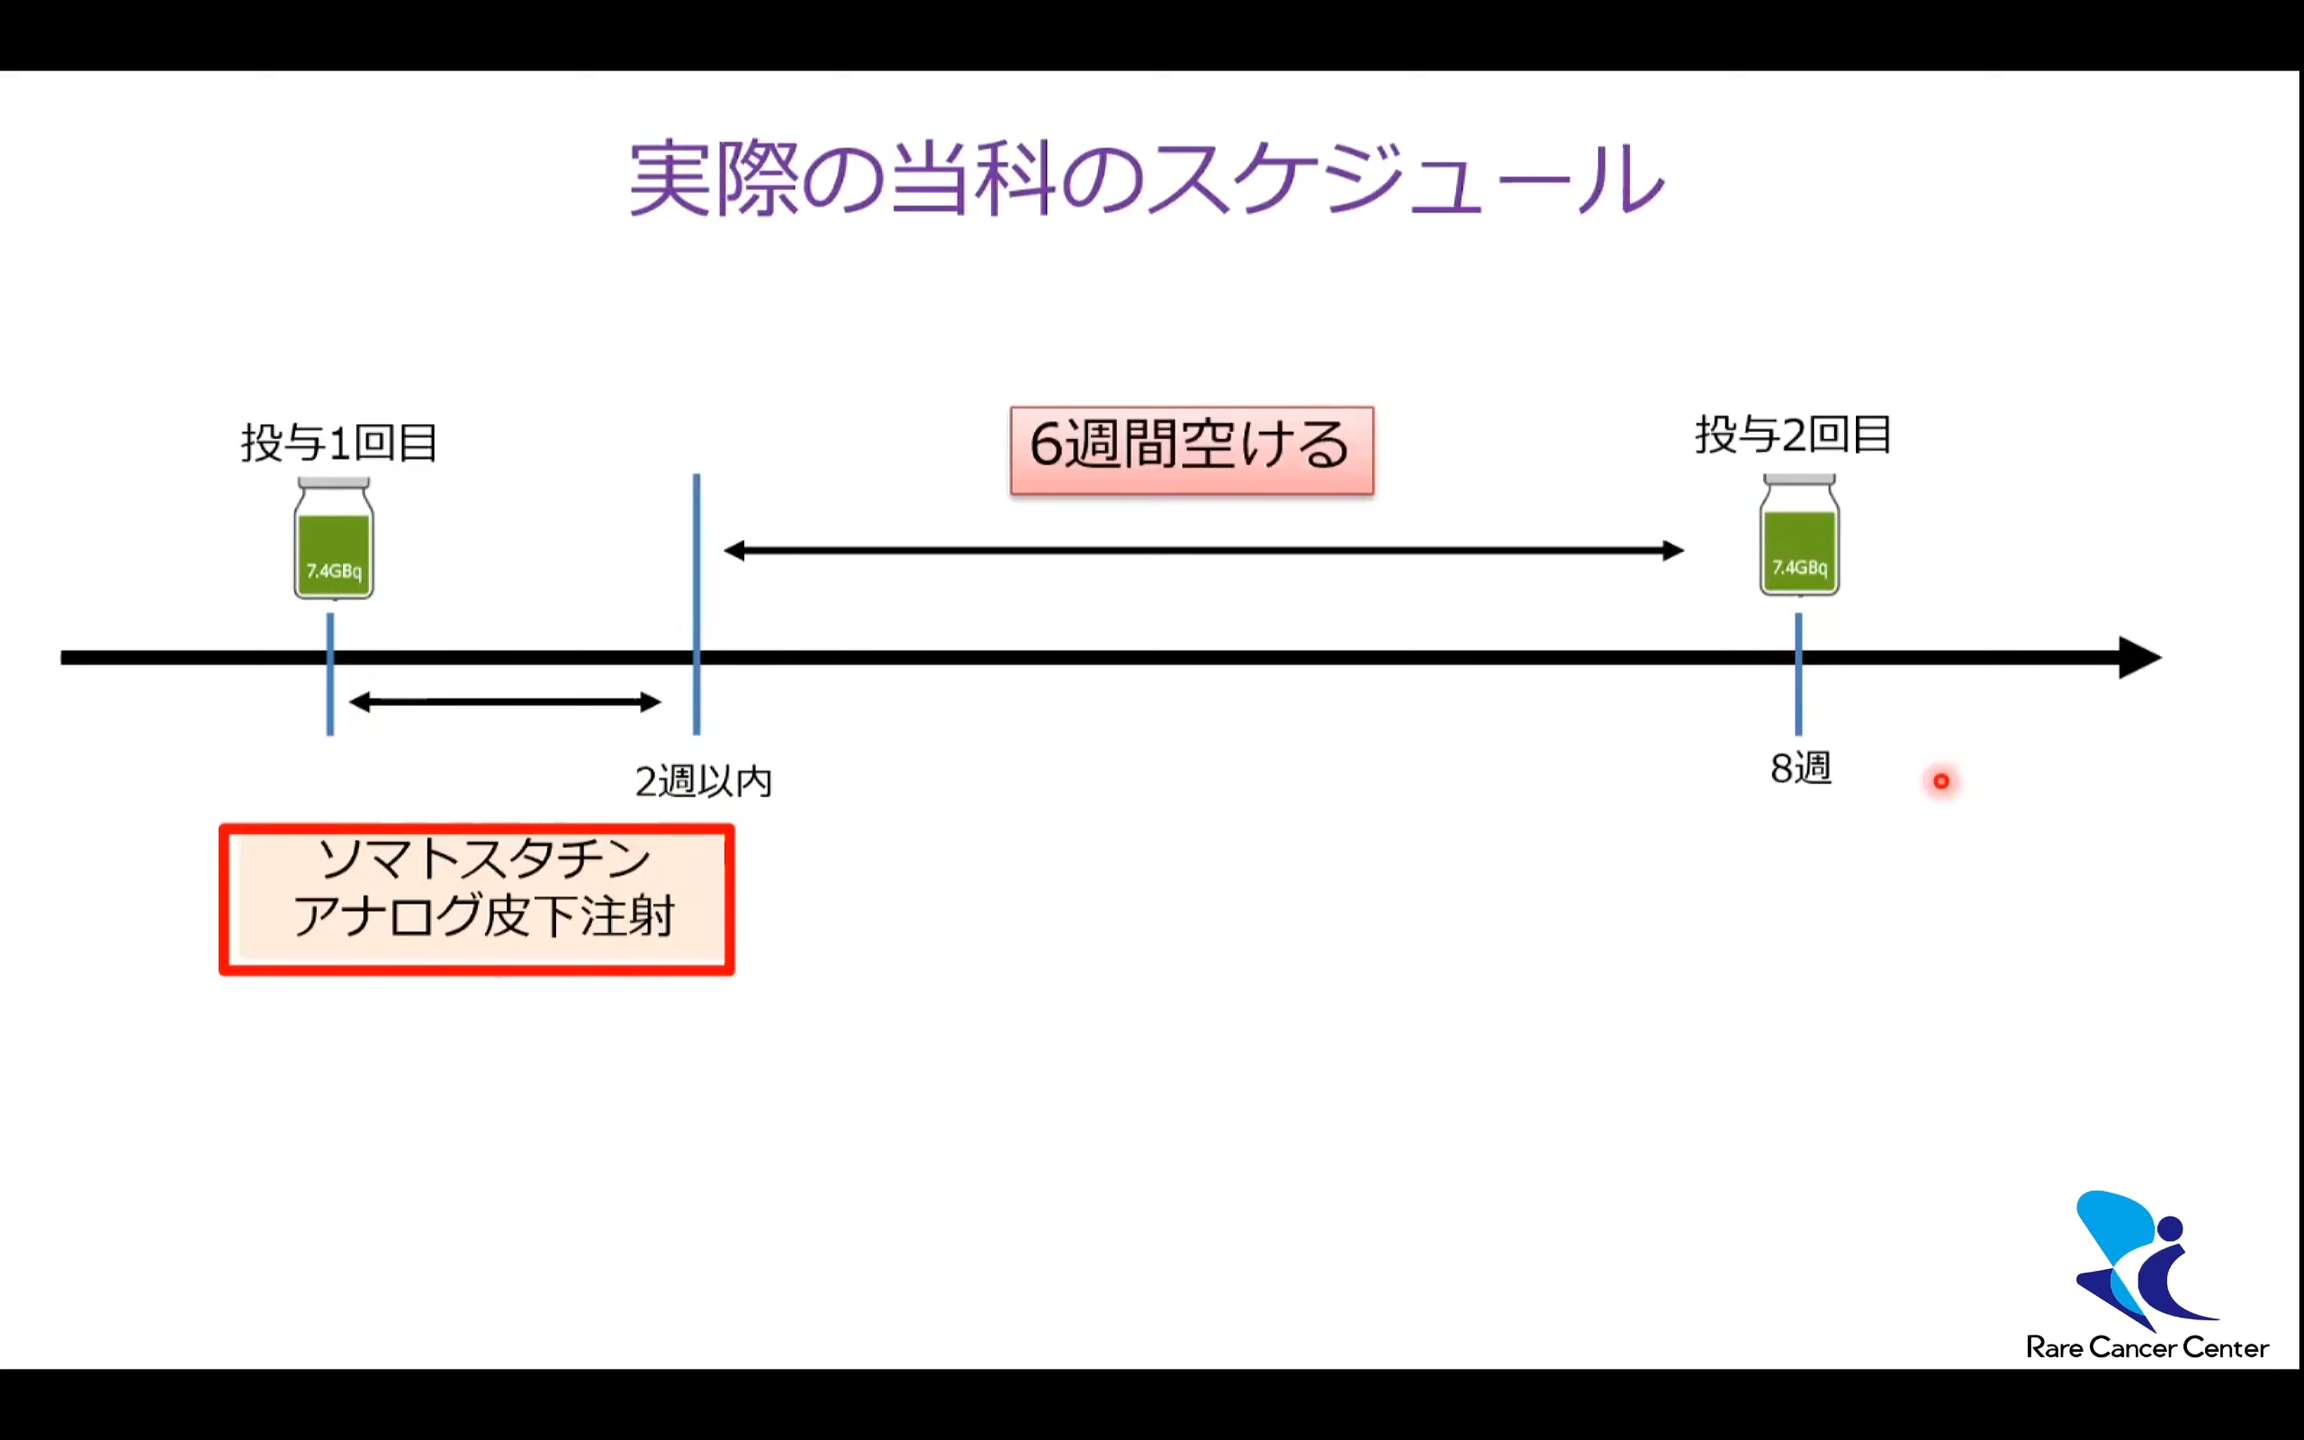 実際の当科のスケジュール
投与1回目
6週間空ける
投与2回目
7.4GBq
7.4GBq
2週以内
8週
ソマトスタチン
アナログ皮下注射
Rare Cancer Center